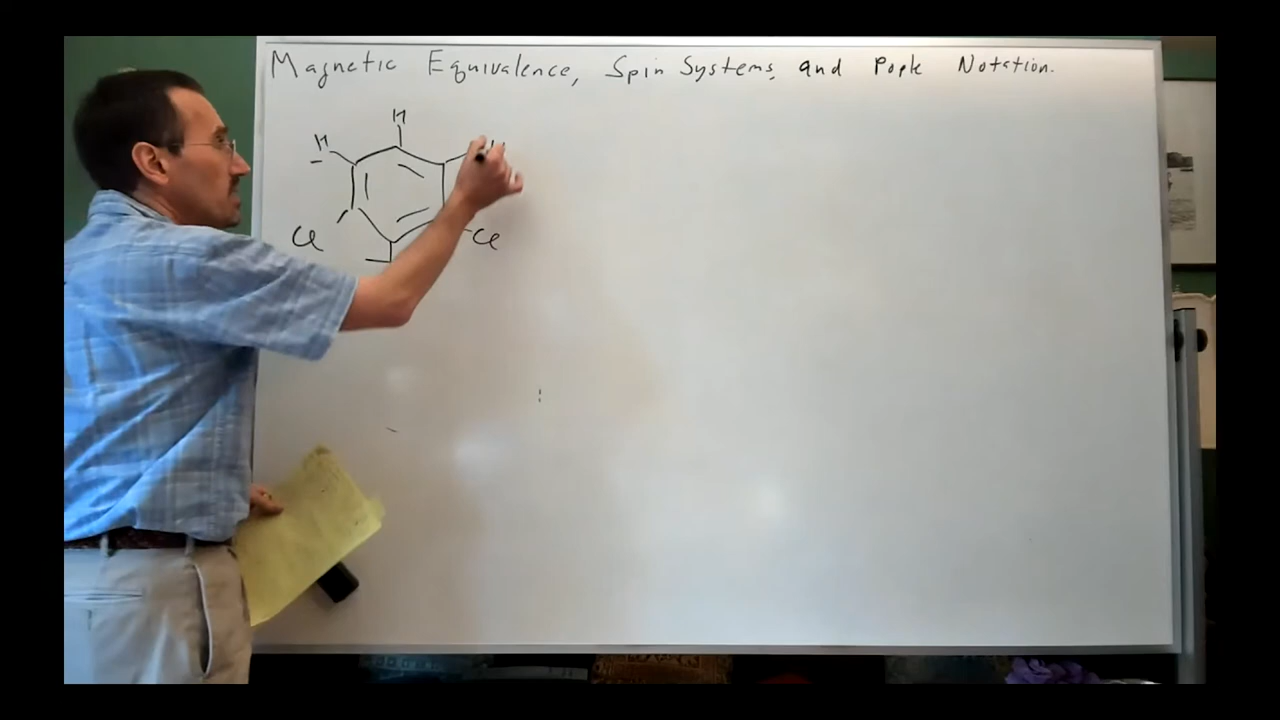 Magnetic Equivalence, Spin Systems, and Pople Notation.
H
H H
Cl Cl